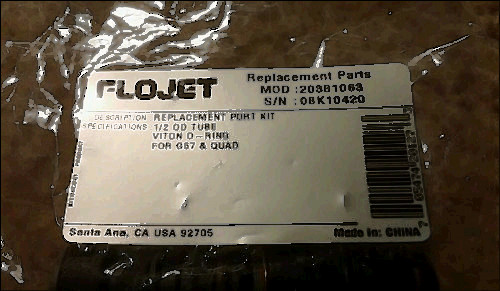 FLOJET
Replacement Parts
MOD : 20381063
S/N : 08K10420
DESCRIPTION REPLACEMENT PORT KIT
SPECIFICATIONS 1/2 OD TUBE
VITON O-RING
FOR G57 & QUAD
Santa Ana, CA USA 92705
Made in: CHINA